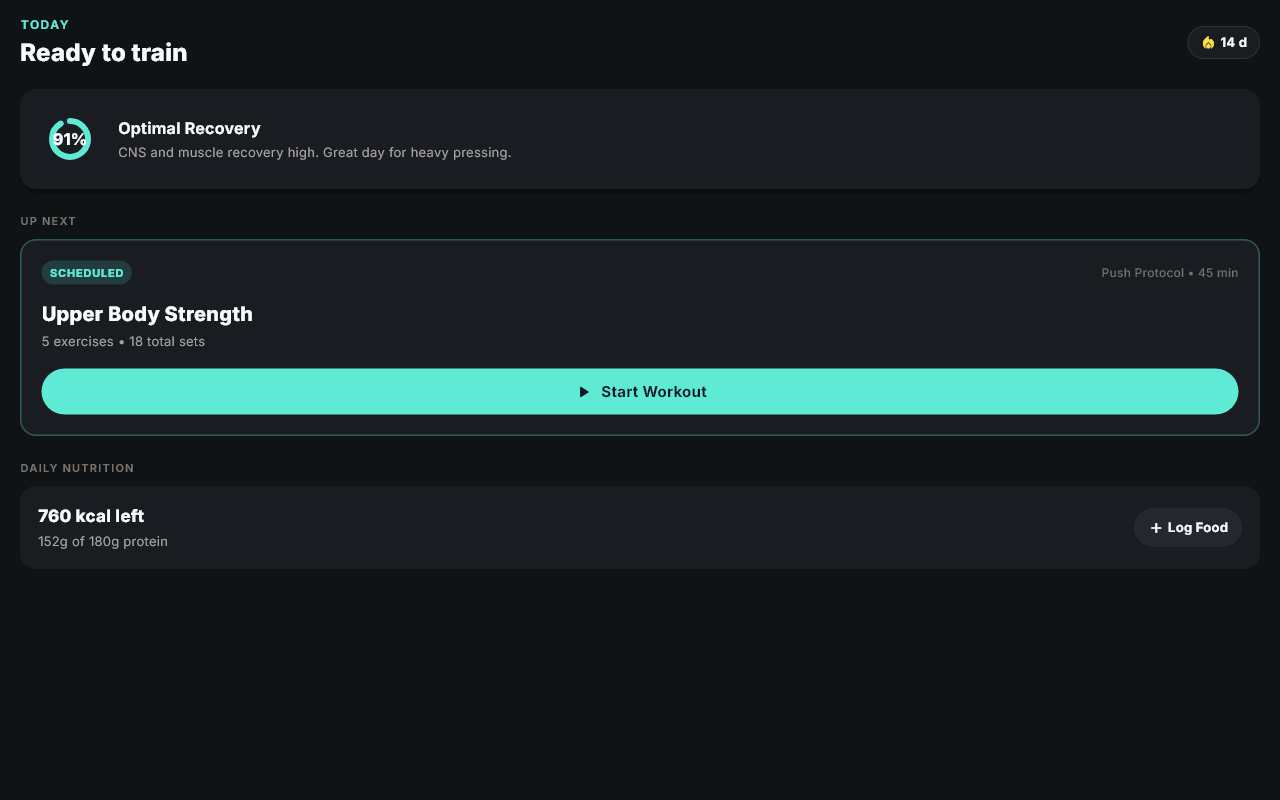 TODAY
Ready to train
14 d
91%
Optimal Recovery
CNS and muscle recovery high. Great day for heavy pressing.
UP NEXT
SCHEDULED
Push Protocol • 45 min
Upper Body Strength
5 exercises • 18 total sets
Start Workout
DAILY NUTRITION
760 kcal left
152g of 180g protein
+ Log Food